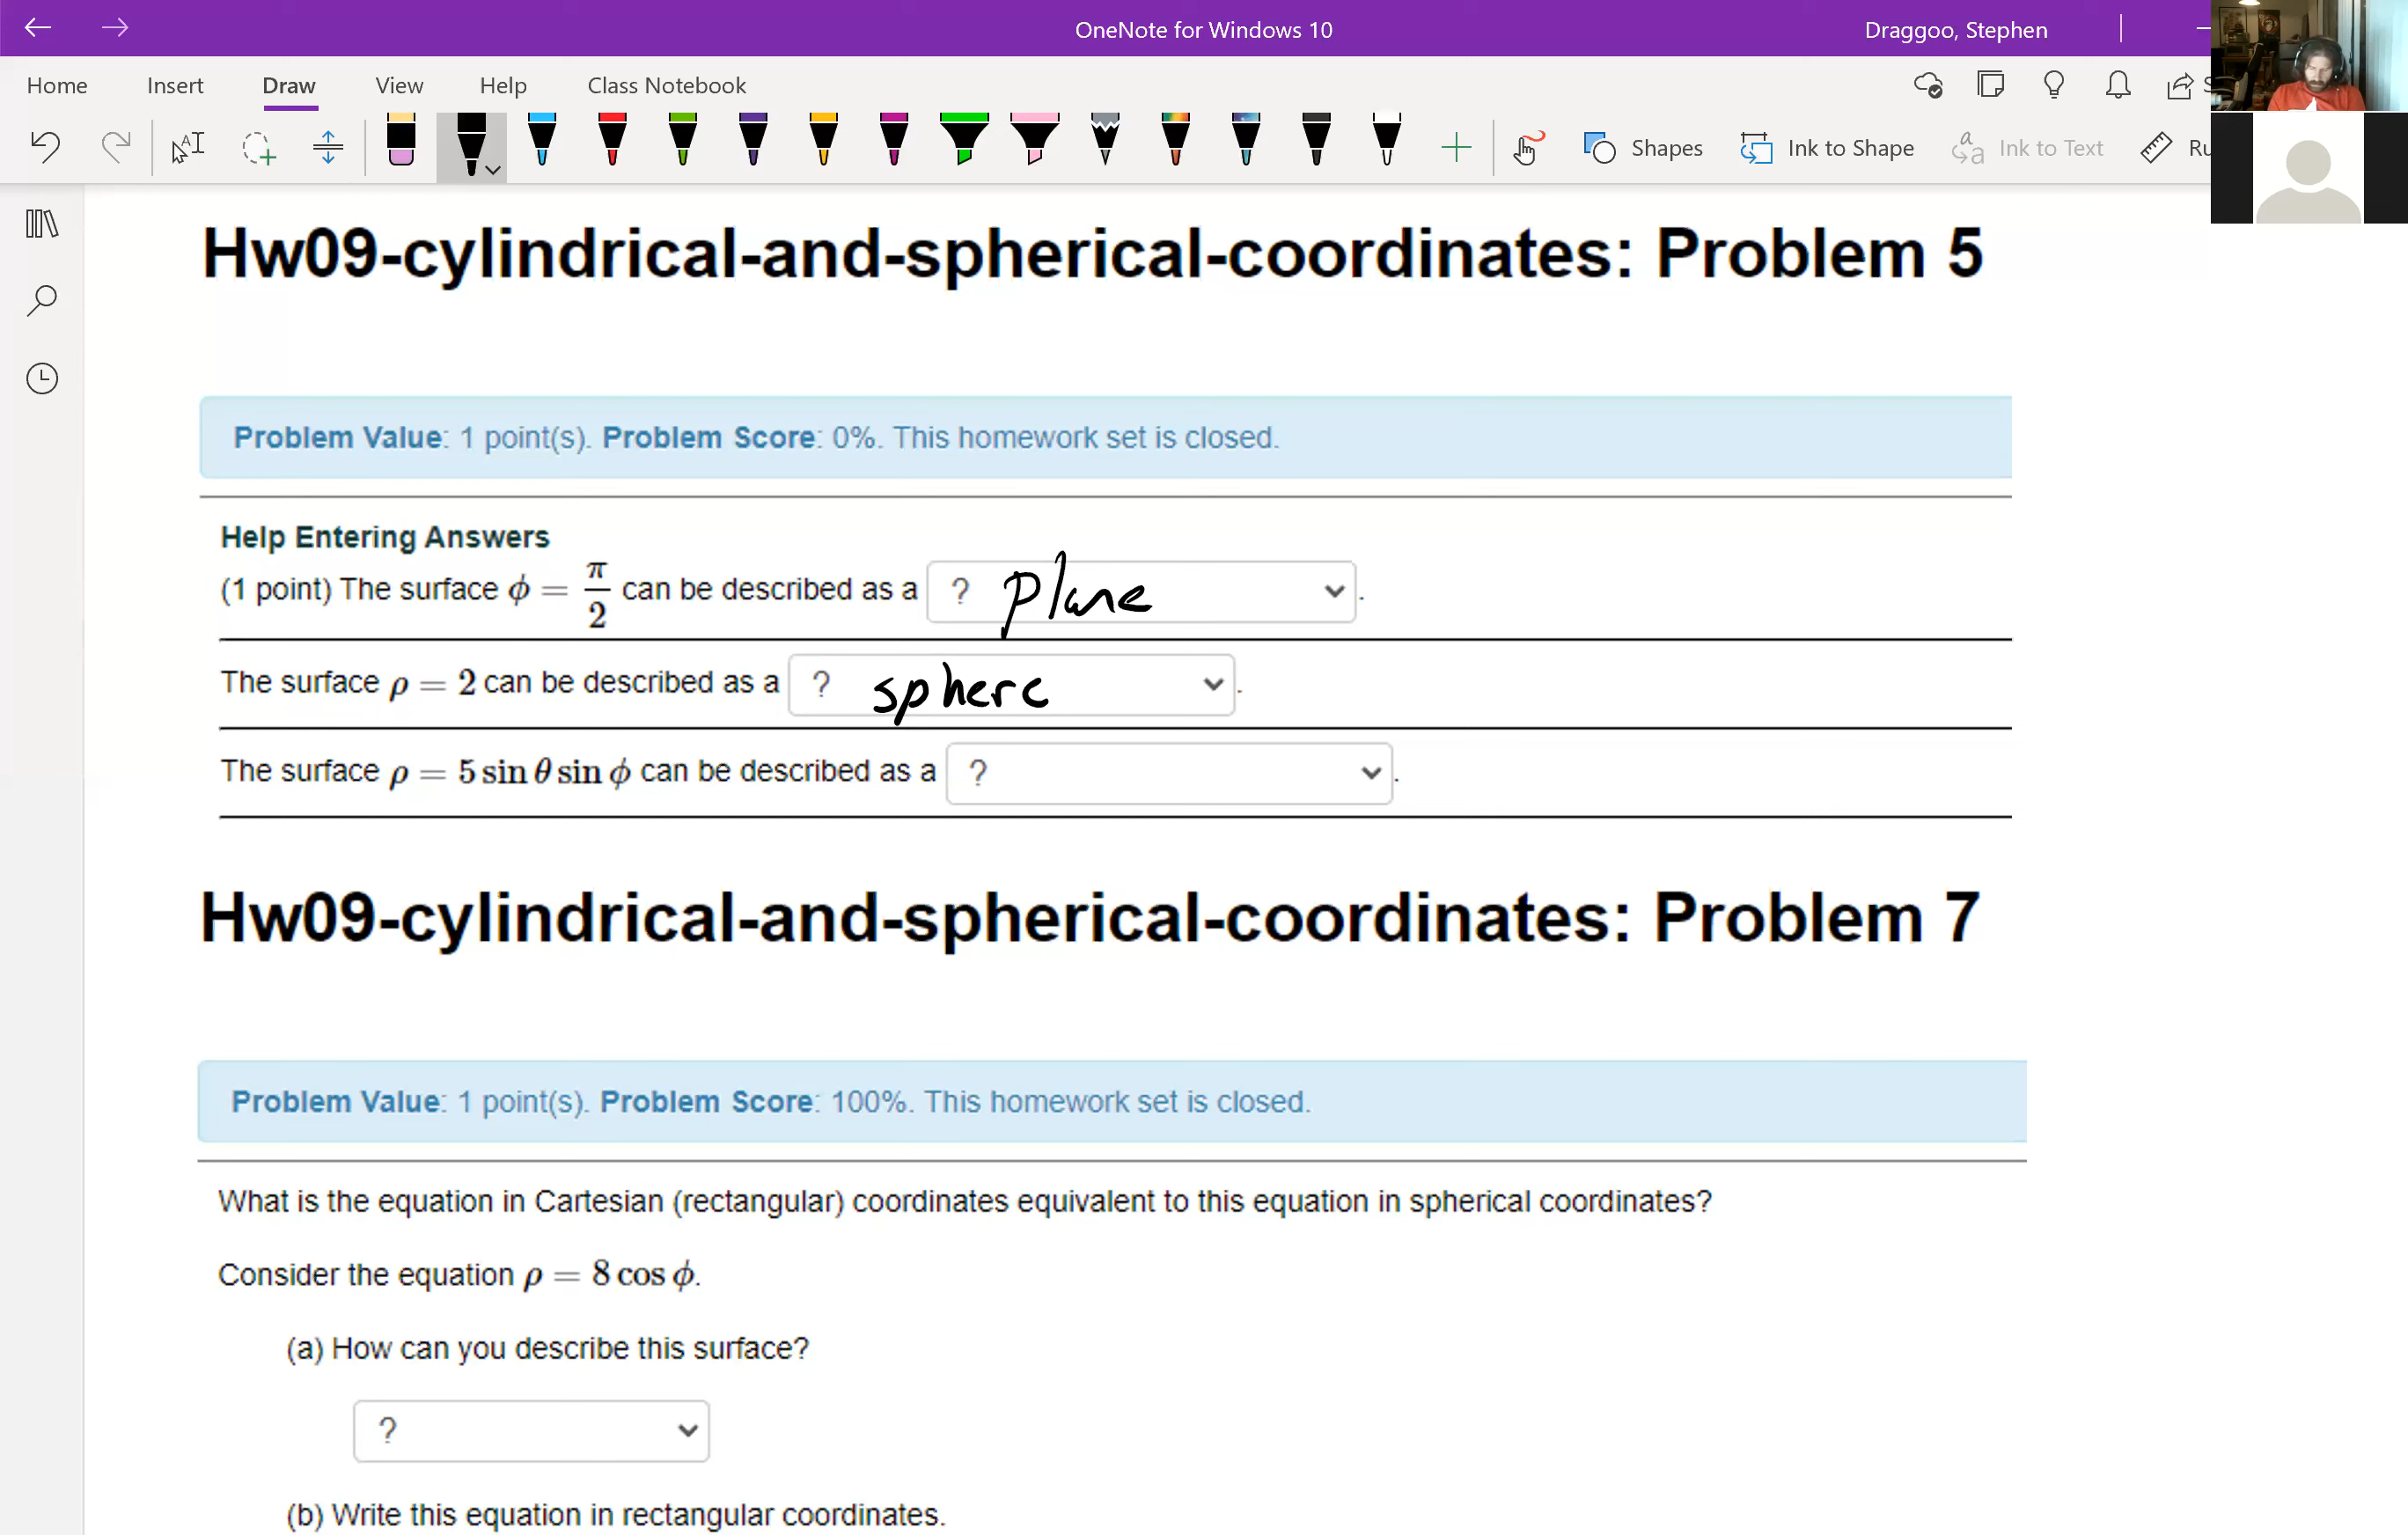 OneNote for Windows 10
Draggoo, Stephen
Home Insert Draw View Help Class Notebook
Shapes Ink to Shape Ink to Text Ru
Hw09-cylindrical-and-spherical-coordinates: Problem 5
Problem Value: 1 point(s). Problem Score: 0%. This homework set is closed.
Help Entering Answers
(1 point) The surface ϕ = π/2 can be described as a ? plane .
The surface ρ = 2 can be described as a ? sphere .
The surface ρ = 5 sin θ sin ϕ can be described as a ? .
Hw09-cylindrical-and-spherical-coordinates: Problem 7
Problem Value: 1 point(s). Problem Score: 100%. This homework set is closed.
What is the equation in Cartesian (rectangular) coordinates equivalent to this equation in spherical coordinates?
Consider the equation ρ = 8 cos ϕ.
(a) How can you describe this surface?
?
(b) Write this equation in rectangular coordinates.